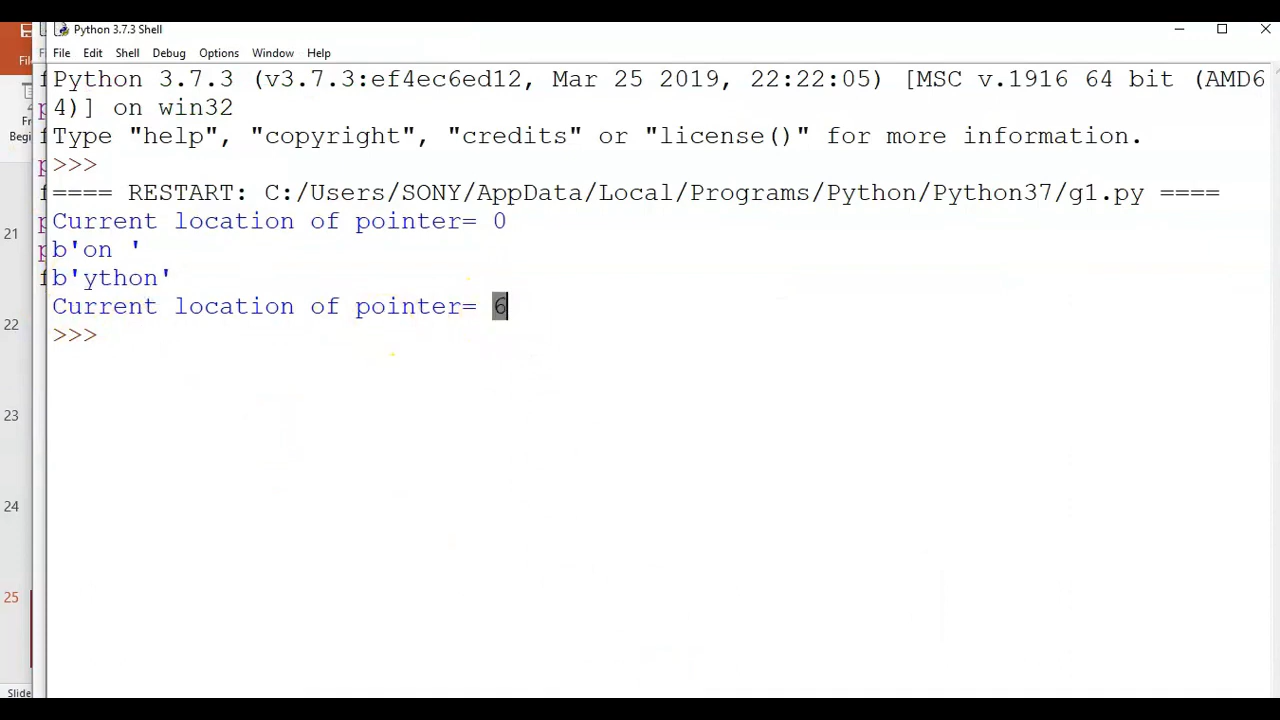 Python 3.7.3 Shell
File Edit Shell Debug Options Window Help
Python 3.7.3 (v3.7.3:ef4ec6ed12, Mar 25 2019, 22:22:05) [MSC v.1916 64 bit (AMD6
4)] on win32
Type "help", "copyright", "credits" or "license()" for more information.
>>>
==== RESTART: C:/Users/SONY/AppData/Local/Programs/Python/Python37/g1.py ====
Current location of pointer= 0
b'on '
b'ython'
Current location of pointer= 6
>>>
21
22
23
24
25
Slide